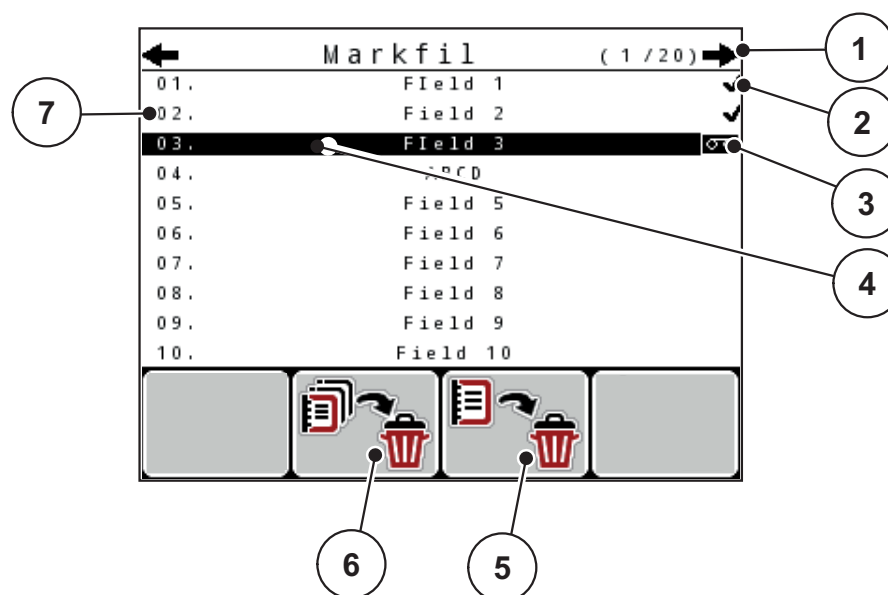 Markfil (1/20)
01. FIeld 1
02. Field 2
03. FIeld 3
04. ABCD
05. Field 5
06. Field 6
07. Field 7
08. Field 8
09. Field 9
10. Field 10
1
2
3
4
5
6
7